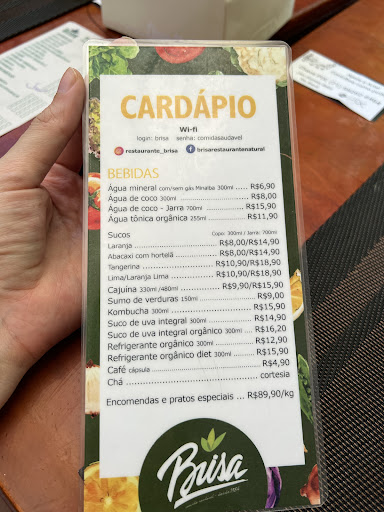 CARDÁPIO
Wi-fi
login: brisa senha: comidasaudavel
restaurante_brisa brisarestaurantenatural
BEBIDAS
Água mineral com/sem gás Minalba 300ml ..... R$6,90
Água de coco 300ml ..... R$8,00
Água de coco - Jarra 700ml ..... R$15,90
Água tônica orgânica 255ml ..... R$11,90
Sucos Copo: 300ml / Jarra: 700ml
Laranja ..... R$8,00/R$14,90
Abacaxi com hortelã ..... R$8,00/R$14,90
Tangerina ..... R$10,90/R$18,90
Lima/Laranja Lima ..... R$10,90/R$18,90
Cajuína 330ml/480ml ..... R$9,90/R$15,90
Sumo de verduras 150ml ..... R$9,00
Kombucha 300ml ..... R$15,90
Suco de uva integral 300ml ..... R$14,90
Suco de uva integral orgânico 300ml ..... R$16,20
Refrigerante orgânico 300ml ..... R$12,90
Refrigerante orgânico diet 300ml ..... R$15,90
Café cápsula ..... R$4,90
Chá ..... cortesia
Encomendas e pratos especiais ... R$89,90/kg
Brisa